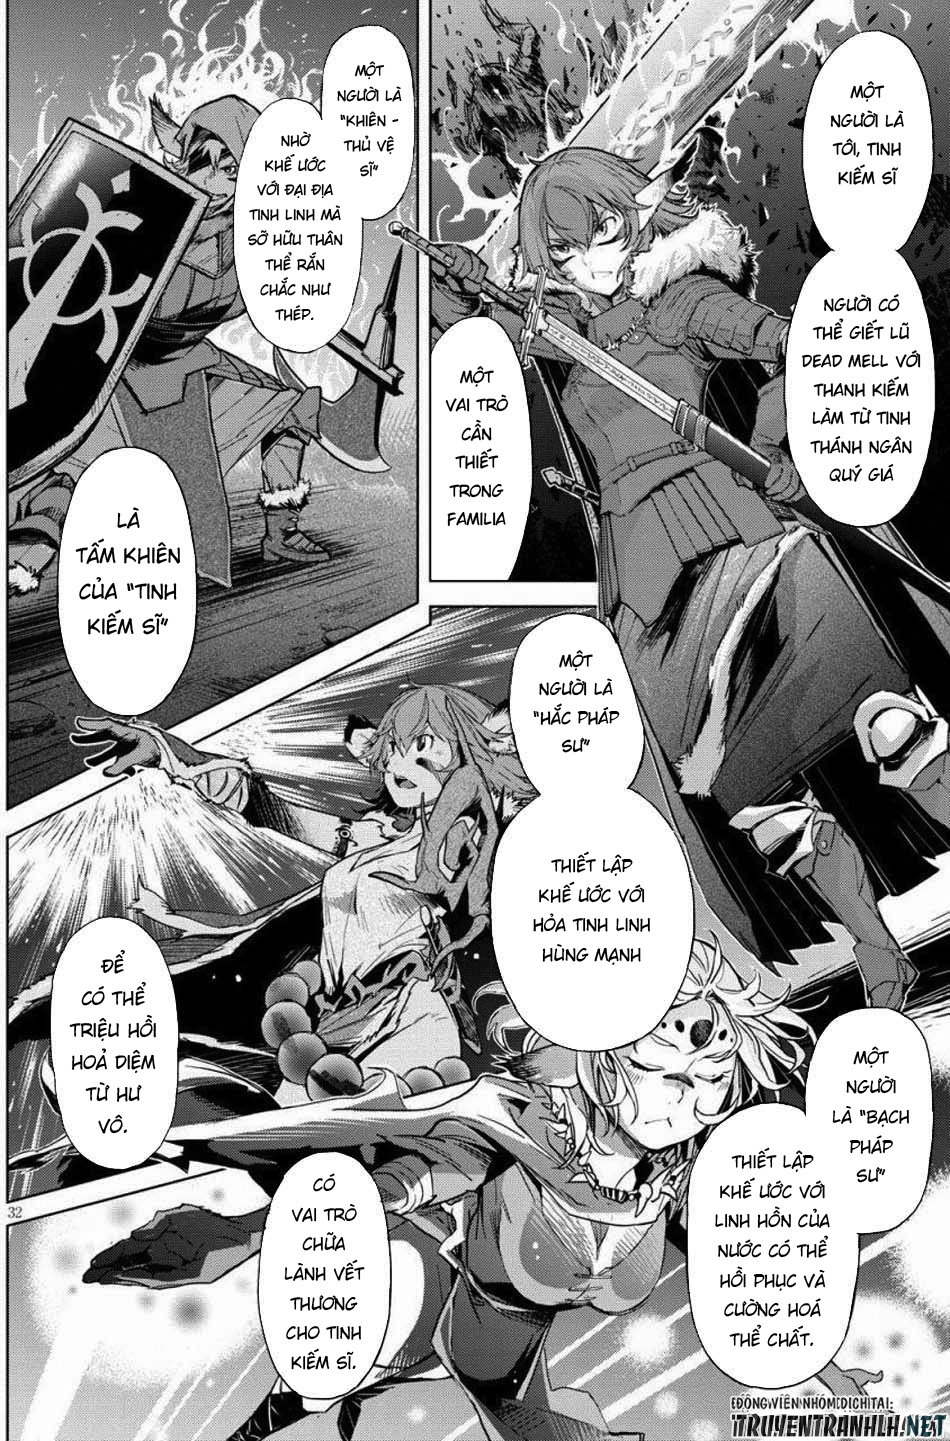 MỘT
NGƯỜI LÀ
TÔI, TINH
KIẾM SĨ
NGƯỜI CÓ
THỂ GIẾT LŨ
DEAD MELL VỚI
THANH KIẾM
LÀM TỪ TINH
THÁNH NGÂN
QUÝ GIÁ
MỘT
VAI TRÒ
CẦN
THIẾT
TRONG
FAMILIA
MỘT
NGƯỜI LÀ
"KHIÊN -
THỦ VỆ
SĨ"
NHỜ
KHẾ ƯỚC
VỚI ĐẠI ĐỊA
TINH LINH MÀ
SỞ HỮU THÂN
THỂ RẮN
CHẮC NHƯ
THÉP.
LÀ
TẤM KHIÊN
CỦA "TINH
KIẾM SĨ"
MỘT
NGƯỜI LÀ
"HẮC PHÁP
SƯ"
THIẾT LẬP
KHẾ ƯỚC VỚI
HỎA TINH LINH
HÙNG MẠNH
ĐỂ
CÓ THỂ
TRIỆU HỒI
HOẢ DIỆM
TỪ HƯ
VÔ.
MỘT
NGƯỜI
LÀ "BẠCH
PHÁP
SƯ"
THIẾT LẬP
KHẾ ƯỚC VỚI
LINH HỒN CỦA
NƯỚC CÓ THỂ
HỒI PHỤC VÀ
CƯỜNG HOÁ
THỂ CHẤT.
CÓ
VAI TRÒ
CHỮA
LÀNH VẾT
THƯƠNG
CHO TINH
KIẾM SĨ.
32
ĐỘNG VIÊN NHÓM DỊCH TẠI:
TRUYENTRANHLH.NET